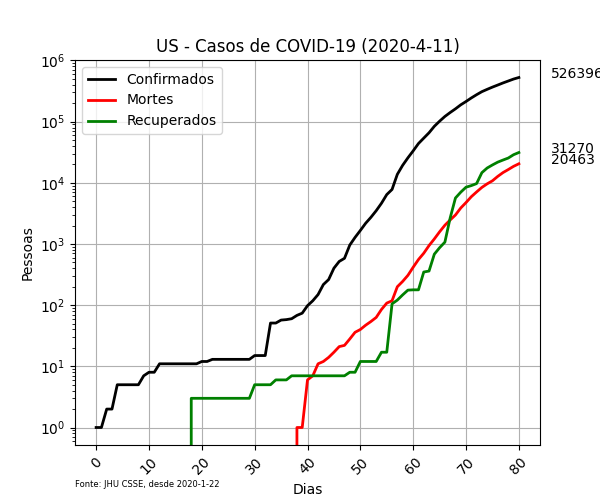 US - Casos de COVID-19 (2020-4-11)
Confirmados
Mortes
Recuperados
10⁶
10⁵
10⁴
10³
10²
10¹
10⁰
Pessoas
526396
31270
20463
0 10 20 30 40 50 60 70 80
Dias
Fonte: JHU CSSE, desde 2020-1-22